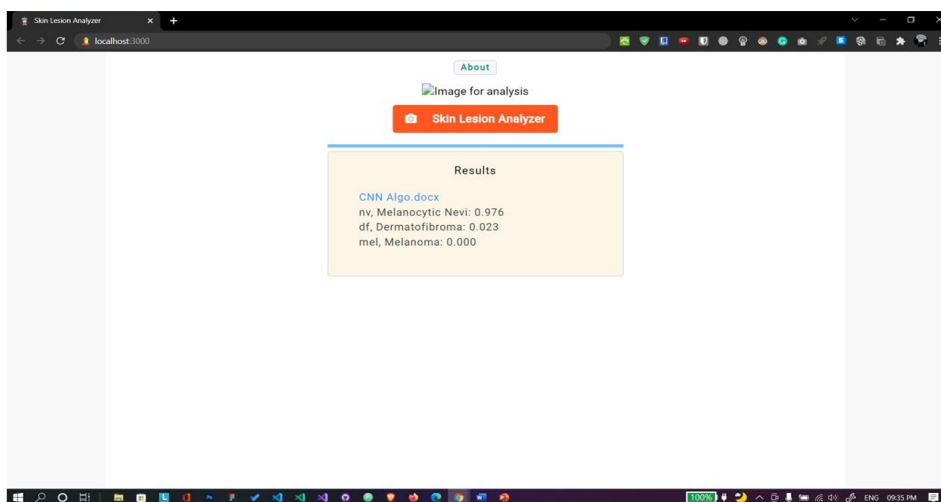 Skin Lesion Analyzer
localhost:3000
About
Image for analysis
Skin Lesion Analyzer
Results
CNN Algo.docx
nv, Melanocytic Nevi: 0.976
df, Dermatofibroma: 0.023
mel, Melanoma: 0.000
100% ENG 09:35 PM